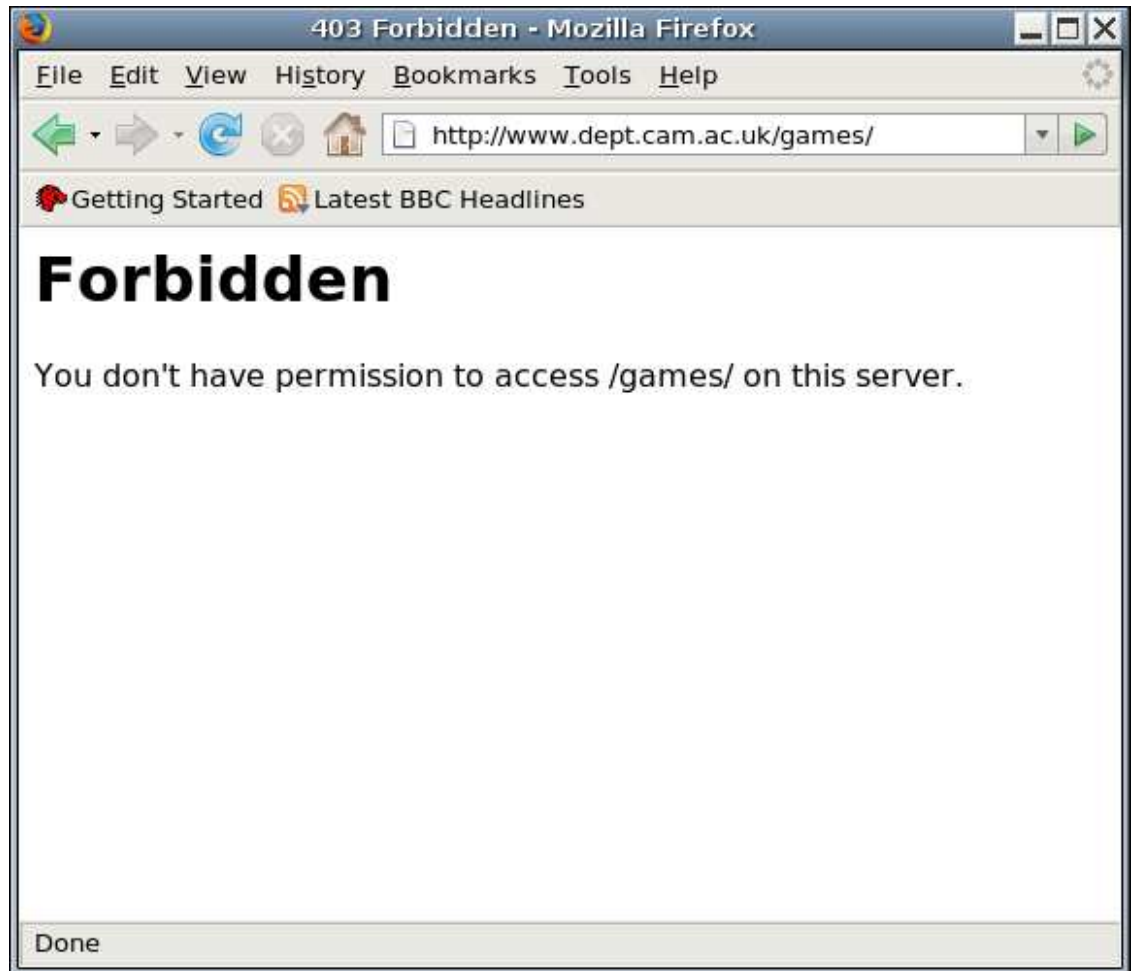 403 Forbidden - Mozilla Firefox
File Edit View History Bookmarks Tools Help
http://www.dept.cam.ac.uk/games/
Getting Started Latest BBC Headlines
Forbidden
You don't have permission to access /games/ on this server.
Done